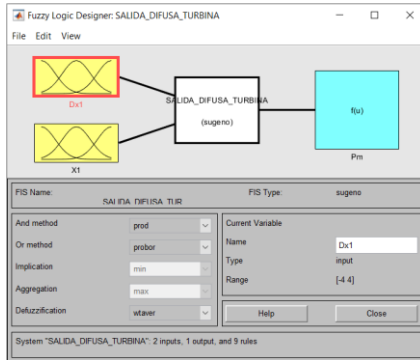 Fuzzy Logic Designer: SALIDA_DIFUSA_TURBINA
File Edit View
Dx1
X1
SALIDA_DIFUSA_TURBINA
(sugeno)
f(u)
Pm
FIS Name: SALIDA_DIFUSA_TUR
FIS Type: sugeno
And method prod
Or method probor
Implication min
Aggregation max
Defuzzification wtaver
Current Variable
Name Dx1
Type input
Range [-4 4]
Help Close
System "SALIDA_DIFUSA_TURBINA": 2 inputs, 1 output, and 9 rules